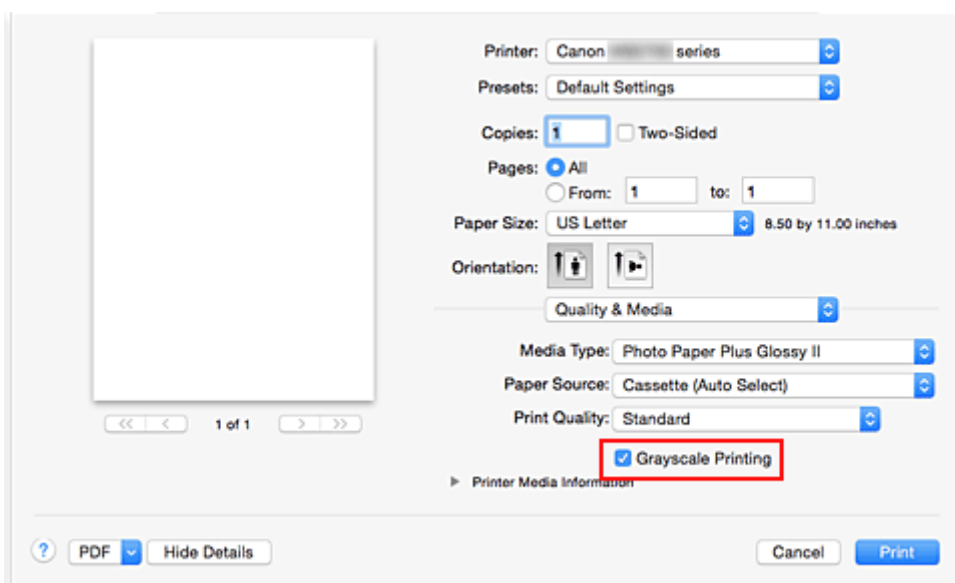 Printer: Canon series
Presets: Default Settings
Copies: 1 Two-Sided
Pages: All
From: 1 to: 1
Paper Size: US Letter 8.50 by 11.00 inches
Orientation:
Quality & Media
Media Type: Photo Paper Plus Glossy II
Paper Source: Cassette (Auto Select)
Print Quality: Standard
<< < 1 of 1 > >>
Grayscale Printing
Printer Media Information
? PDF Hide Details Cancel Print